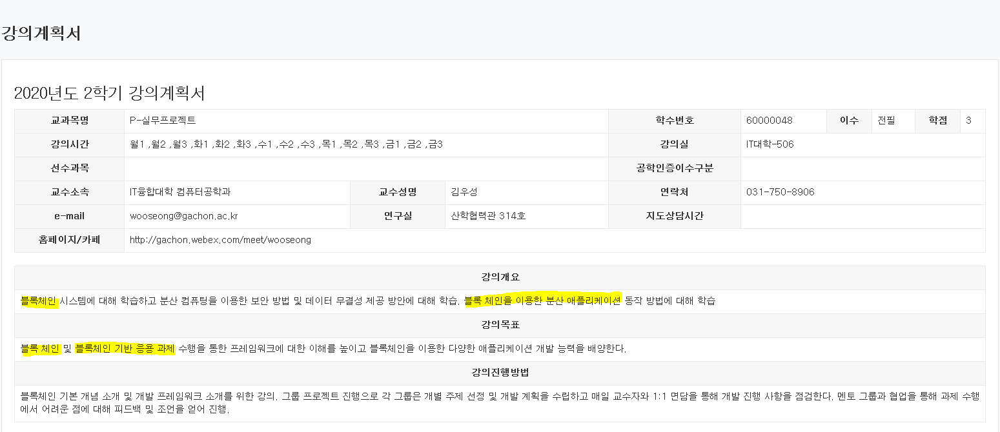 강의계획서
2020년도 2학기 강의계획서
교과목명 P-실무프로젝트 학수번호 60000048 이수 전필 학점 3
강의시간 월1 ,월2 ,월3 ,화1 ,화2 ,화3 ,수1 ,수2 ,수3 ,목1 ,목2 ,목3 ,금1 ,금2 ,금3 강의실 IT대학-506
선수과목 공학인증이수구분
교수소속 IT융합대학 컴퓨터공학과 교수성명 김우성 연락처 031-750-8906
e-mail wooseong@gachon.ac.kr 연구실 산학협력관 314호 지도상담시간
홈페이지/카페 http://gachon.webex.com/meet/wooseong
강의개요
블록체인 시스템에 대해 학습하고 분산 컴퓨팅을 이용한 보안 방법 및 데이터 무결성 제공 방안에 대해 학습. 블록 체인을 이용한 분산 애플리케이션 동작 방법에 대해 학습
강의목표
블록 체인 및 블록체인 기반 응용 과제 수행을 통한 프레임워크에 대한 이해를 높이고 블록체인을 이용한 다양한 애플리케이션 개발 능력을 배양한다.
강의진행방법
블록체인 기본 개념 소개 및 개발 프레임워크 소개를 위한 강의. 그룹 프로젝트 진행으로 각 그룹은 개별 주제 선정 및 개발 계획을 수립하고 매일 교수자와 1:1 면담을 통해 개발 진행 사항을 점검한다. 멘토 그룹과 협업을 통해 과제 수행
에서 어려운 점에 대해 피드백 및 조언을 얻어 진행.